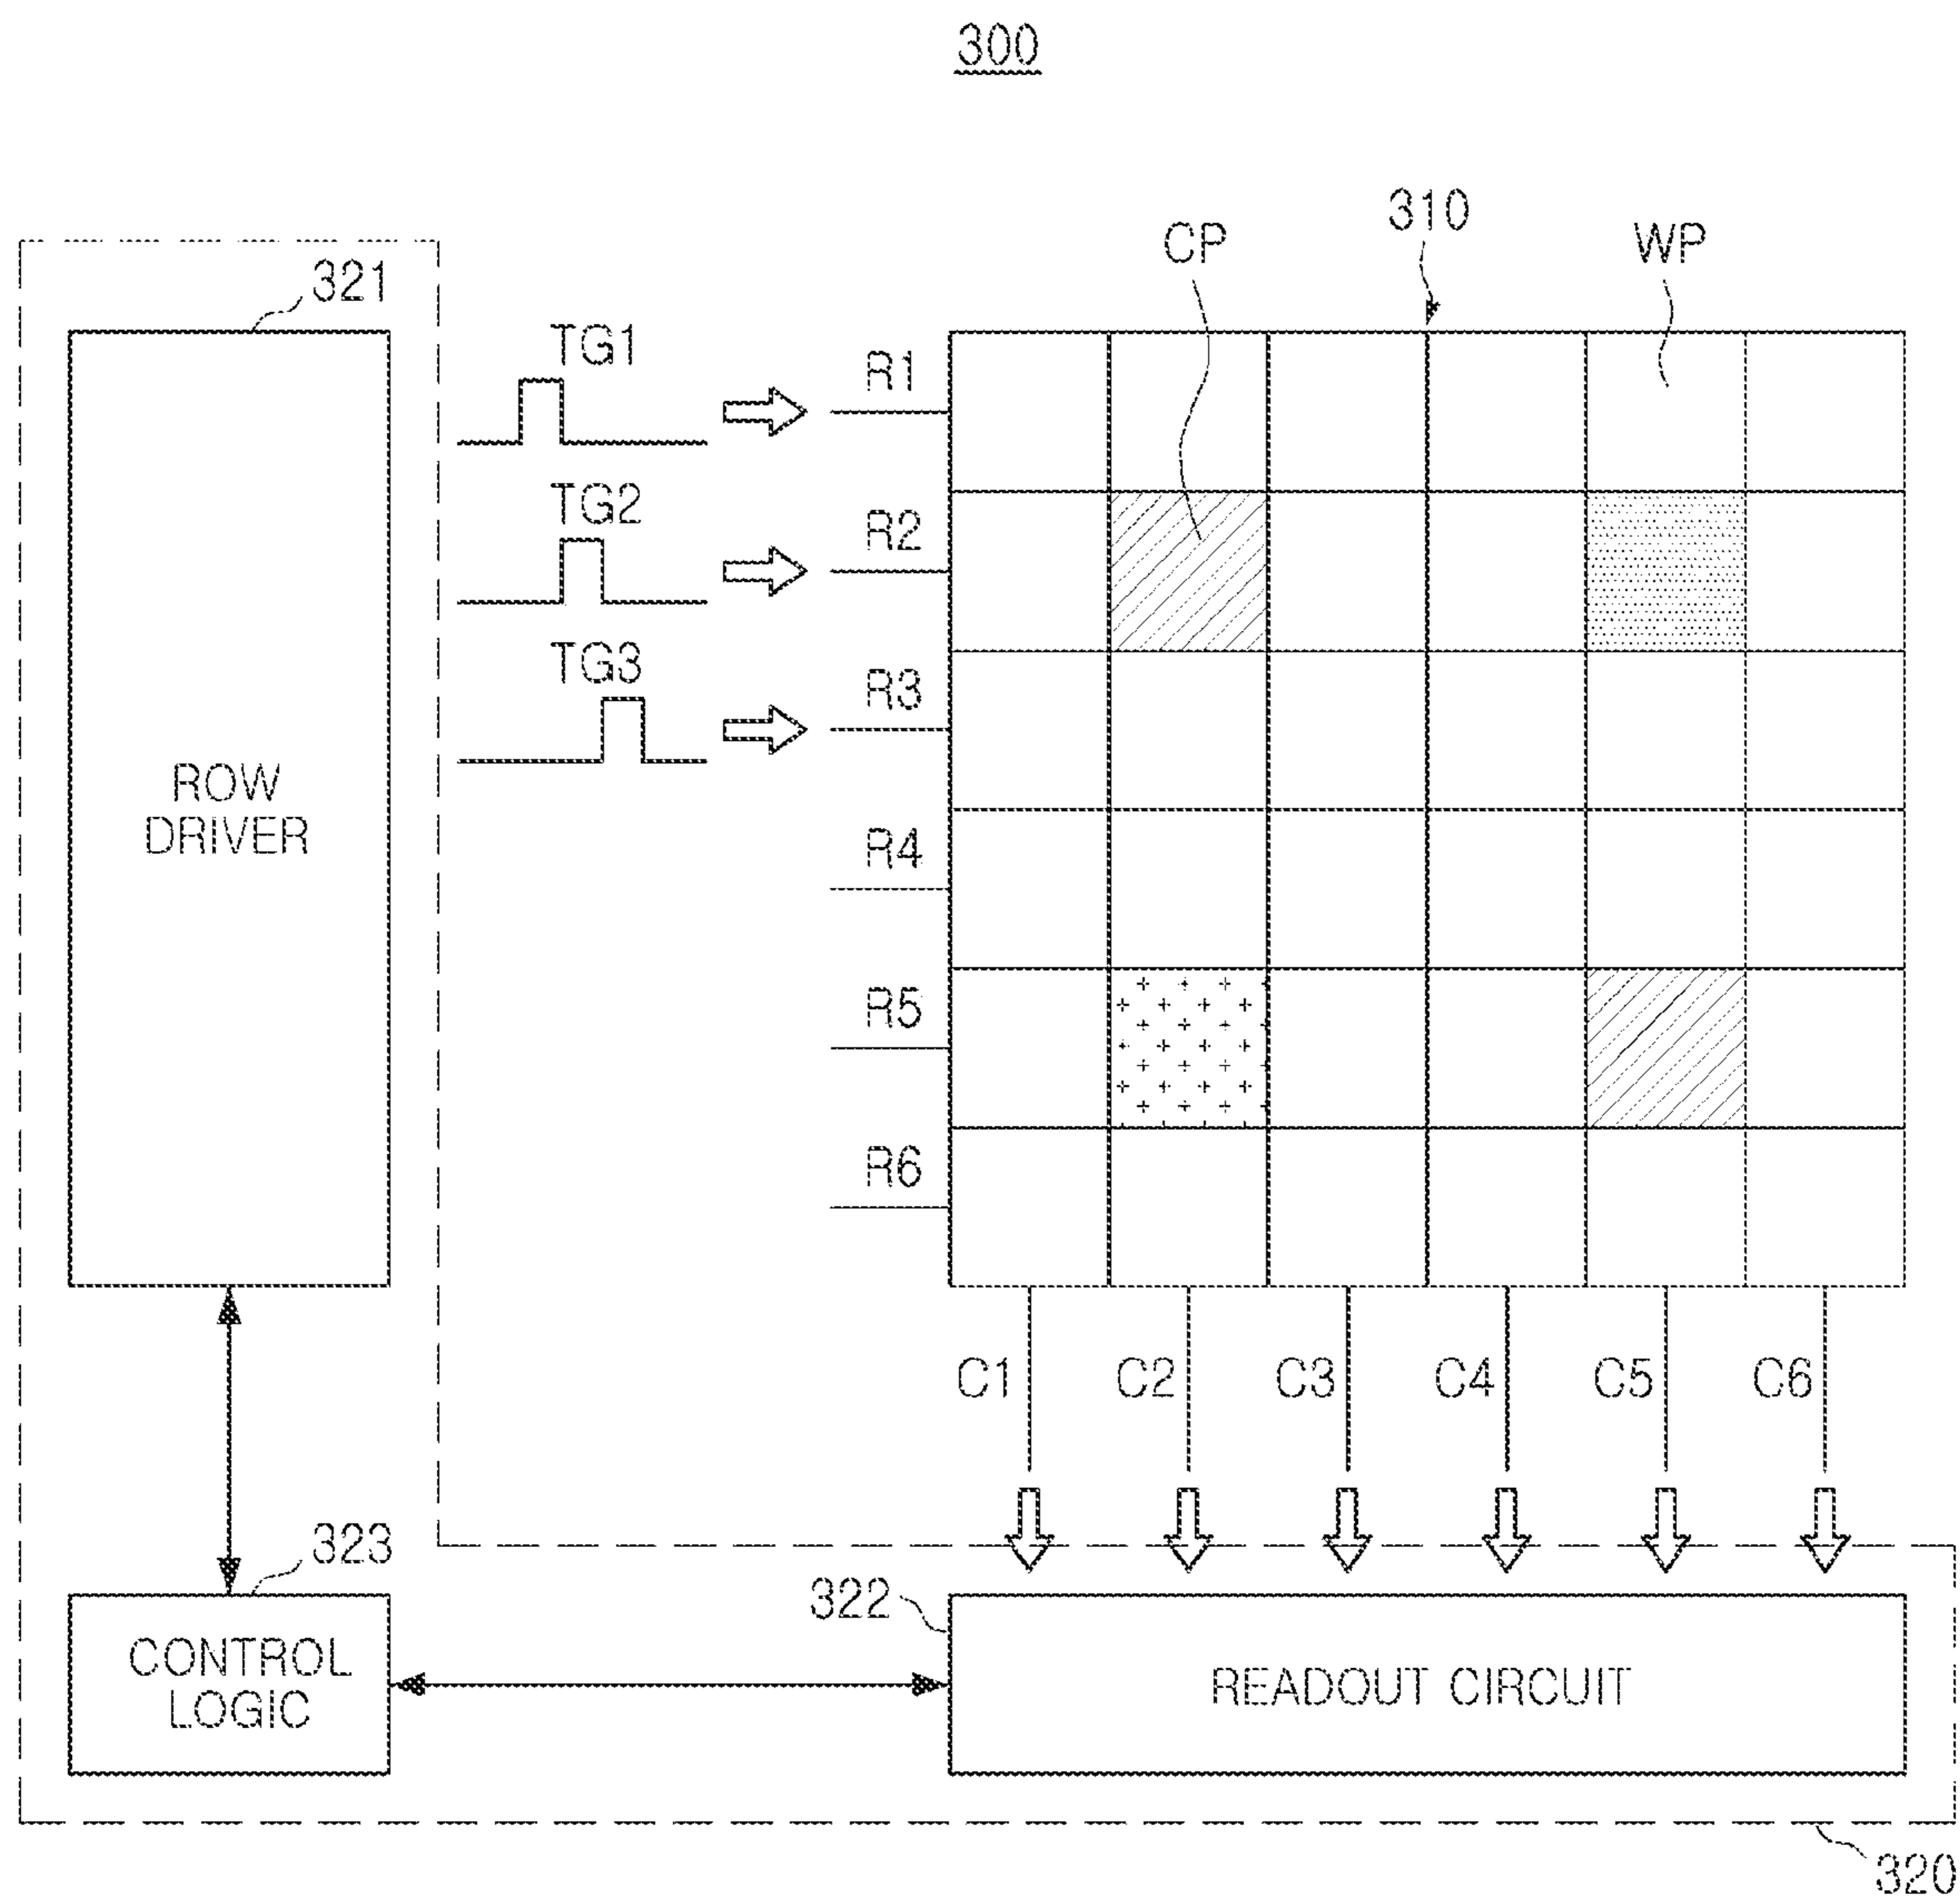 300
310
CP
WP
321
TG1
R1
TG2
R2
TG3
R3
ROW
DRIVER
R4
R5
R6
C1 C2 C3 C4 C5 C6
323
322
CONTROL
LOGIC
READOUT CIRCUIT
320